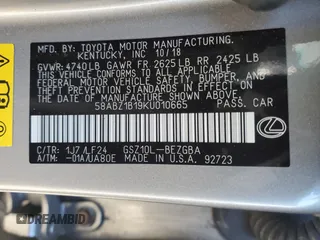 MFD. BY: TOYOTA MOTOR MANUFACTURING,
KENTUCKY, INC. 10/18
GVWR: 4740LB GAWR FR 2625LB RR 2425 LB
THIS VEHICLE CONFORMS TO ALL APPLICABLE
FEDERAL MOTOR VEHICLE SAFETY,
BUMPER, AND THEFT PREVENTION
STANDARDS IN EFFECT ON THE DATE OF
MANUFACTURE SHOWN ABOVE.
58ABZ1B19KU010665
PASS. CAR
C/TR: 1J7/LF24 GSZ10L-BEZGBA
A/TM: -01A/UA80E MADE IN U.S.A. 92723
DREAMBID